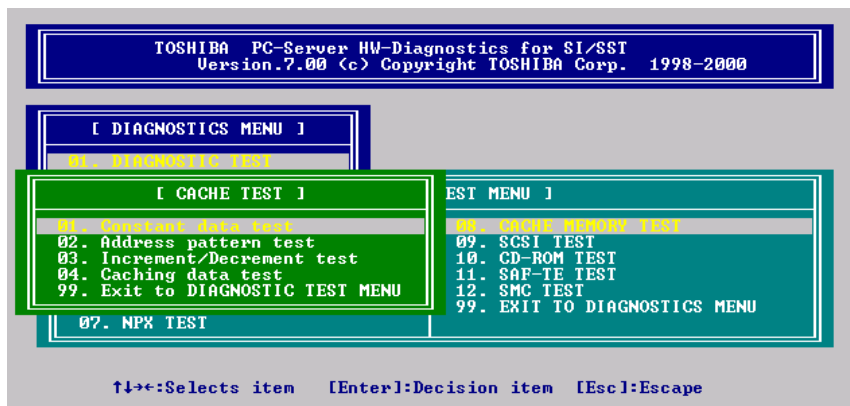 TOSHIBA PC-Server HW-Diagnostics for SI/SST
Version.7.00 (c) Copyright TOSHIBA Corp. 1998-2000
[ DIAGNOSTICS MENU ]
01. DIAGNOSTIC TEST
[ CACHE TEST ]
01. Constant data test
02. Address pattern test
03. Increment/Decrement test
04. Caching data test
99. Exit to DIAGNOSTIC TEST MENU
EST MENU ]
08. CACHE MEMORY TEST
09. SCSI TEST
10. CD-ROM TEST
11. SAF-TE TEST
12. SMC TEST
99. EXIT TO DIAGNOSTICS MENU
07. NPX TEST
↑↓→←:Selects item [Enter]:Decision item [Esc]:Escape